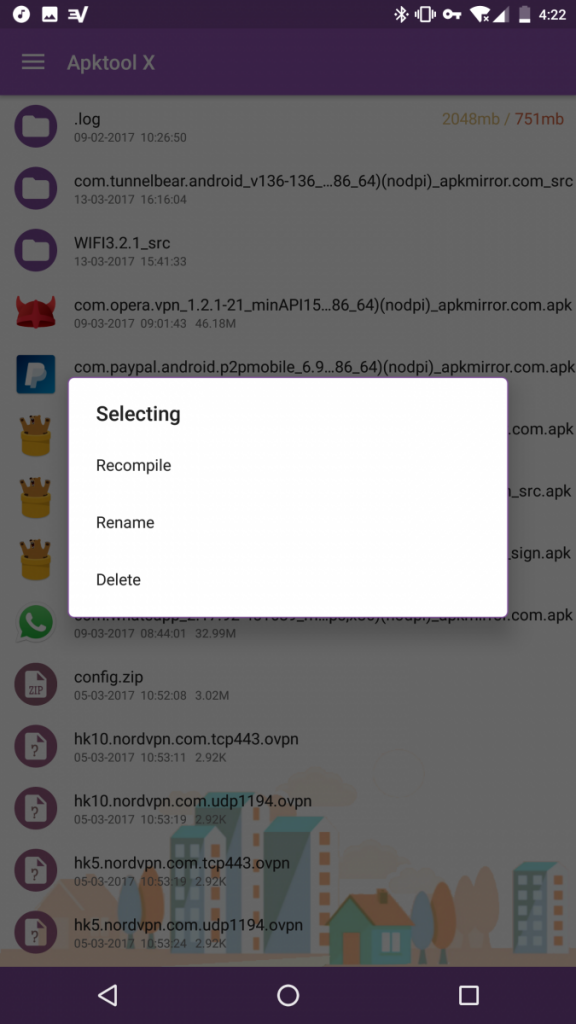 4:22
Apktool X
.log
2048mb / 751mb
09-02-2017 10:26:50
com.tunnelbear.android_v136-136_...86_64)(nodpi)_apkmirror.com_src
13-03-2017 16:16:04
WIFI3.2.1_src
13-03-2017 15:41:33
com.opera.vpn_1.2.1-21_minAPI15...86_64)(nodpi)_apkmirror.com.apk
09-03-2017 09:01:43 46.18M
com.paypal.android.p2pmobile_6.9...86_64)(nodpi)_apkmirror.com.apk
Selecting
.com.apk
Recompile
_src.apk
Rename
_sign.apk
Delete
.com.apk
09-03-2017 08:44:01 32.99M
config.zip
ZIP
05-03-2017 10:52:08 3.02M
hk10.nordvpn.com.tcp443.ovpn
?
05-03-2017 10:53:11 2.92K
hk10.nordvpn.com.udp1194.ovpn
?
05-03-2017 10:53:19 2.92K
hk5.nordvpn.com.tcp443.ovpn
?
05-03-2017 10:53:19 2.92K
hk5.nordvpn.com.udp1194.ovpn
?
05-03-2017 10:53:24 2.92K